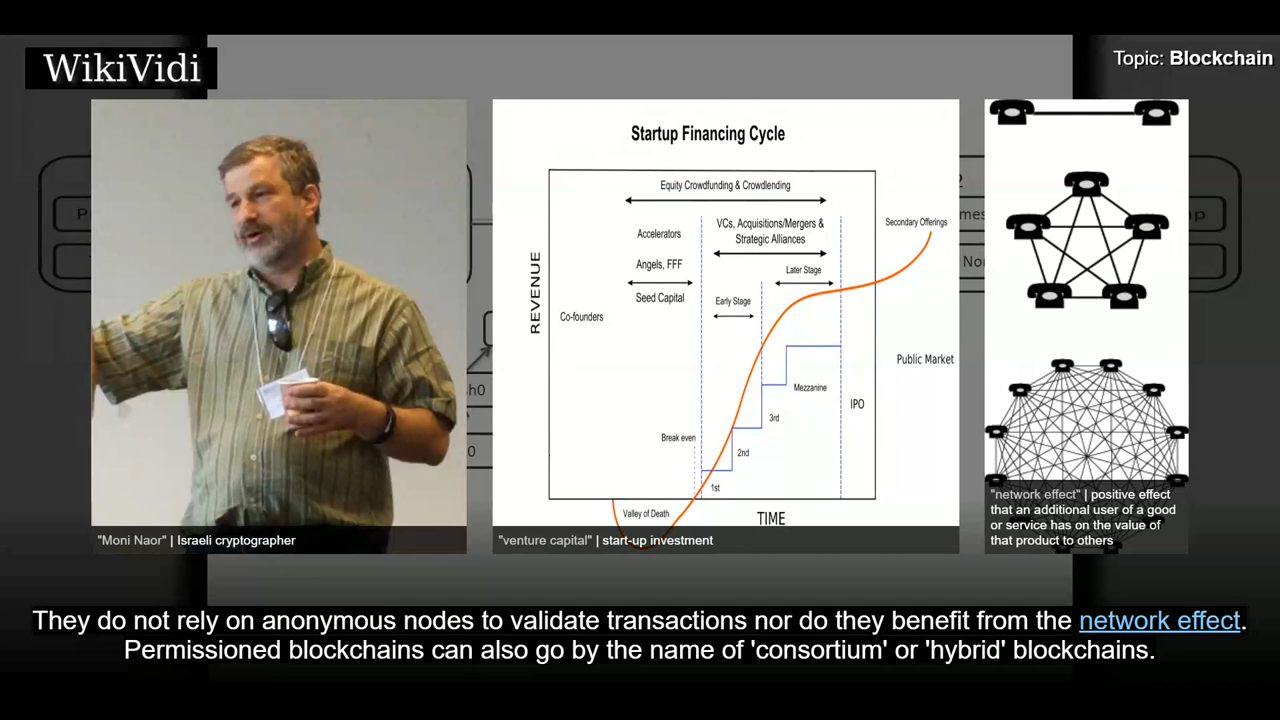 WikiVidi
Topic: Blockchain
Startup Financing Cycle
Equity Crowdfunding & Crowdlending
Accelerators
VCs, Acquisitions/Mergers &
Strategic Alliances
Secondary Offerings
Angels, FFF
Later Stage
Seed Capital
Early Stage
Co-founders
REVENUE
Public Market
Mezzanine
IPO
3rd
Break even
2nd
1st
Valley of Death
TIME
"Moni Naor" | Israeli cryptographer
"venture capital" | start-up investment
"network effect" | positive effect
that an additional user of a good
or service has on the value of
that product to others
They do not rely on anonymous nodes to validate transactions nor do they benefit from the network effect.
Permissioned blockchains can also go by the name of 'consortium' or 'hybrid' blockchains.